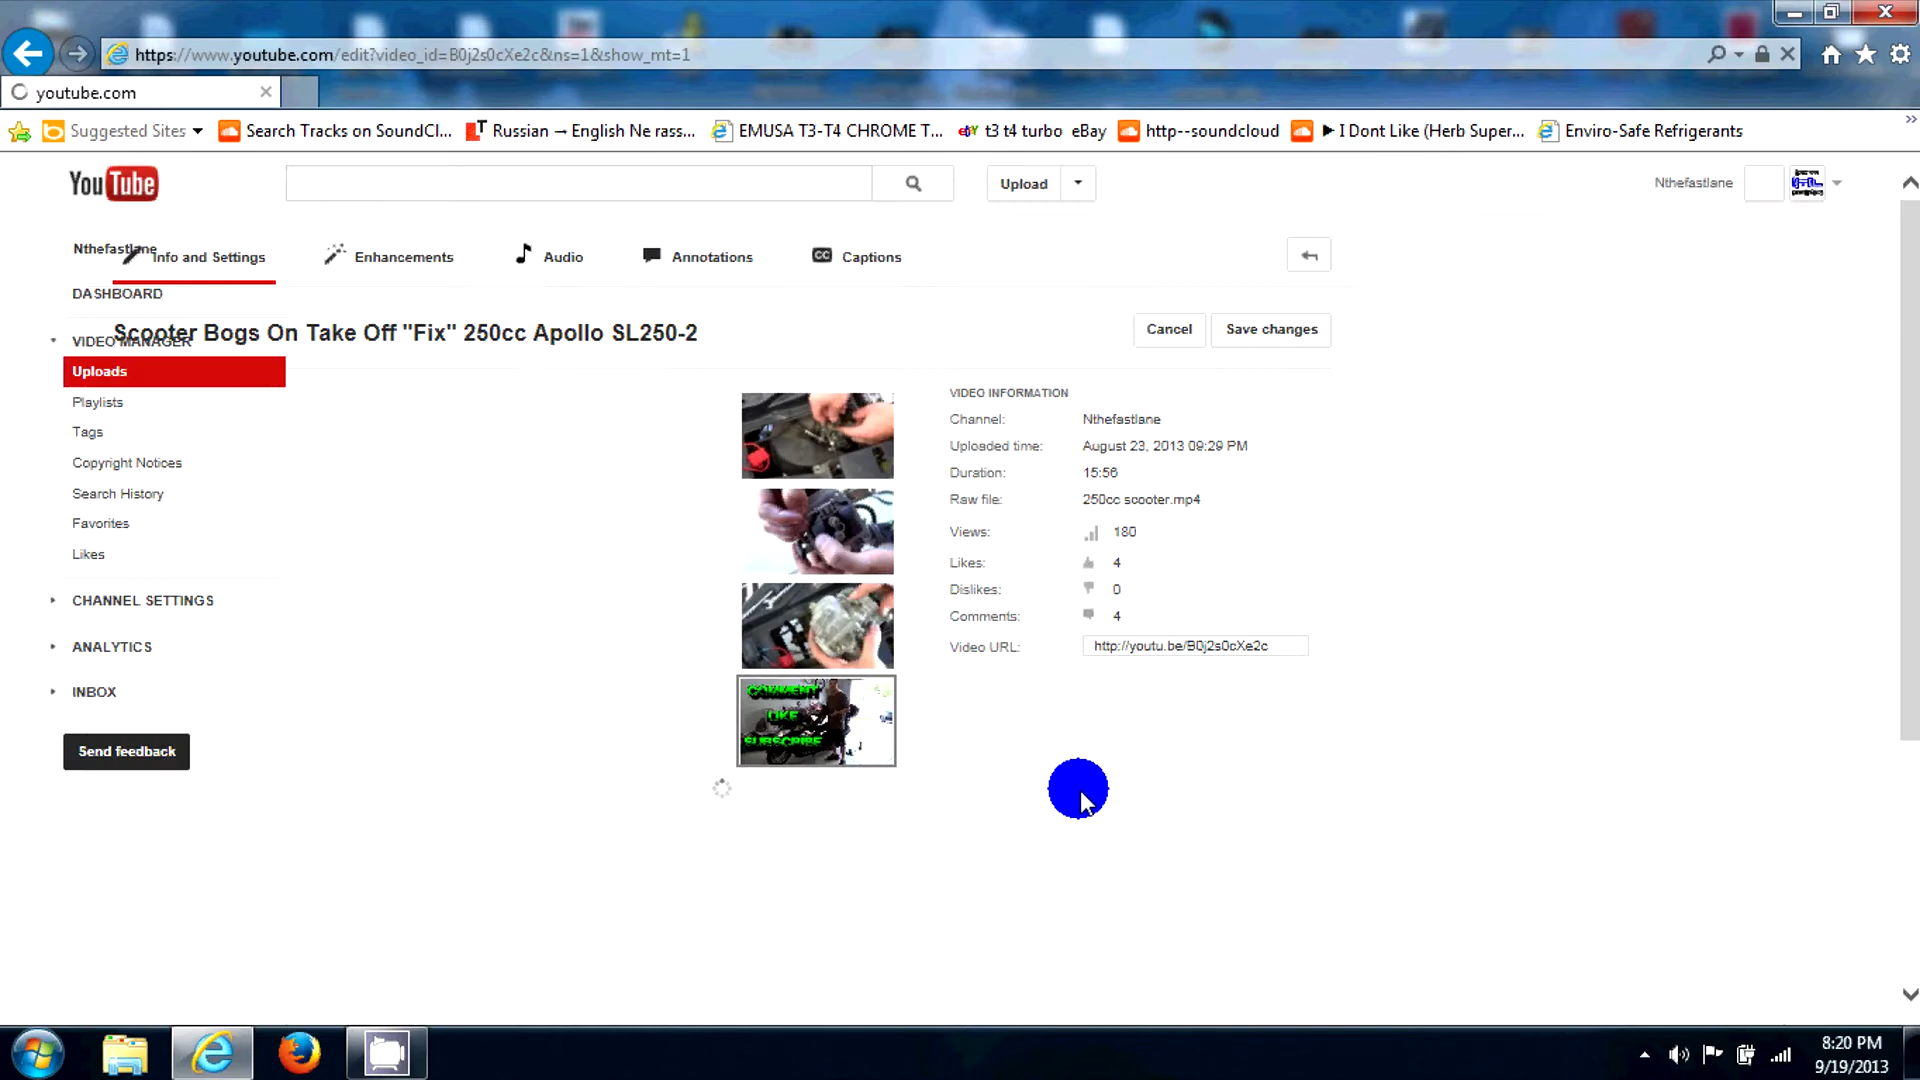 https://www.youtube.com/edit?video_id=B0j2s0cXe2c&ns=1&show_mt=1
youtube.com
Suggested Sites
Search Tracks on SoundCl...
Russian → English Ne rass...
EMUSA T3-T4 CHROME T...
t3 t4 turbo eBay
http--soundcloud
▶ I Dont Like (Herb Super...
Enviro-Safe Refrigerants
YouTube
Upload
Nthefastlane
Nthefastlane
Info and Settings
Enhancements
Audio
Annotations
CC Captions
DASHBOARD
Scooter Bogs On Take Off "Fix" 250cc Apollo SL250-2
Cancel
Save changes
VIDEO MANAGER
Uploads
Playlists
Tags
Copyright Notices
Search History
Favorites
Likes
CHANNEL SETTINGS
ANALYTICS
INBOX
Send feedback
COMMENT
LIKE
SUBSCRIBE
VIDEO INFORMATION
Channel: Nthefastlane
Uploaded time: August 23, 2013 09:29 PM
Duration: 15:56
Raw file: 250cc scooter.mp4
Views: 180
Likes: 4
Dislikes: 0
Comments: 4
Video URL: http://youtu.be/B0j2s0cXe2c
8:20 PM
9/19/2013